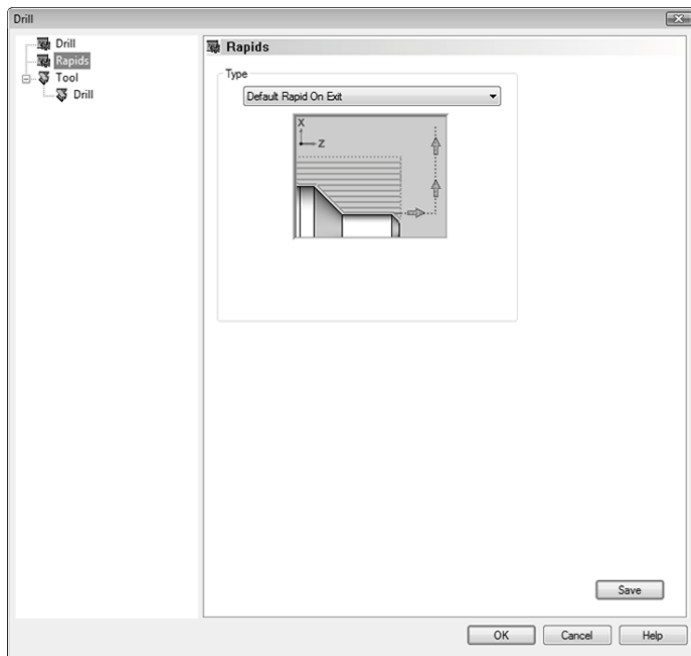 Drill
Drill
Rapids
Tool
Drill
Rapids
Type
Default Rapid On Exit
X
Z
Save
OK
Cancel
Help